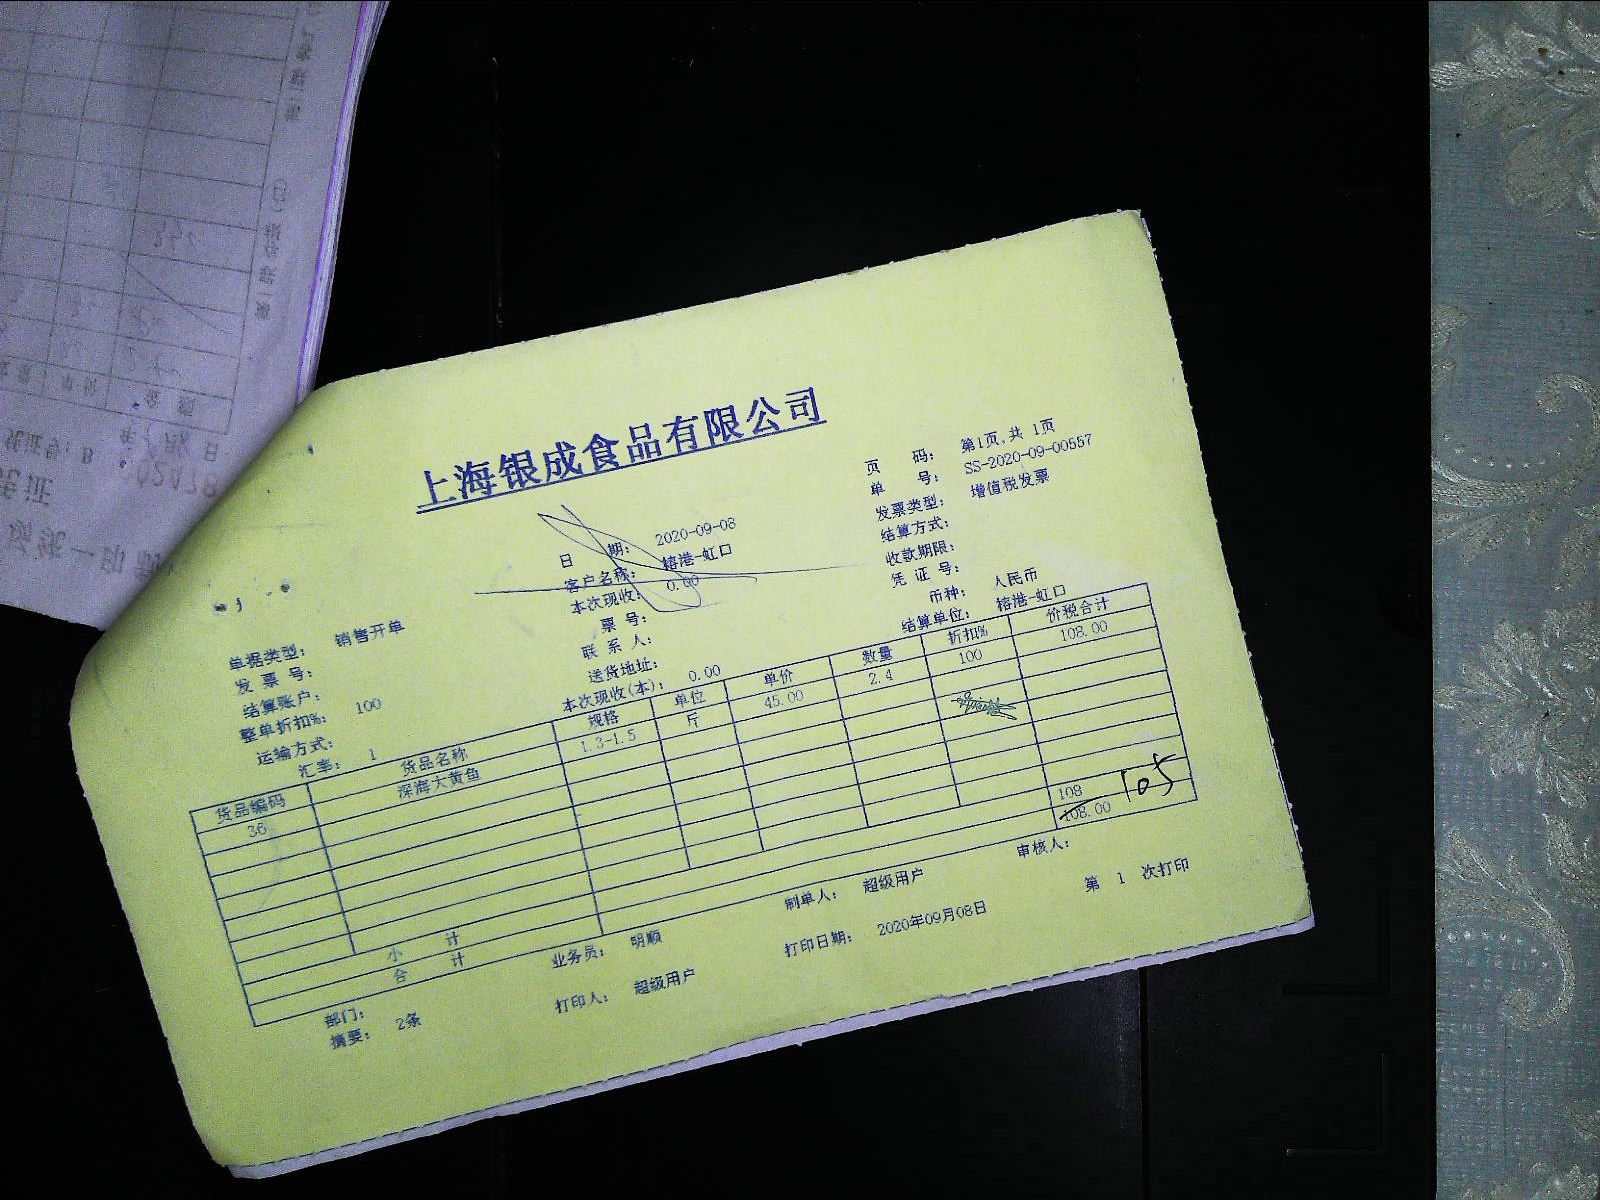 上海银成食品有限公司
页 码: 第1页,共 1页
单 号: SS-2020-09-00557
日 期: 2020-09-08
发票类型: 增值税发票
客户名称: 榕港-虹口
结算方式:
本次现收: 0.00
收款期限:
票 号:
凭 证 号:
单据类型: 销售开单
联 系 人:
币种: 人民币
发 票 号:
送货地址:
结算单位: 榕港-虹口
结算账户:
本次现收(本): 0.00
整单折扣%: 100
运输方式:
汇率: 1
货品编码 货品名称 规格 单位 单价 数量 折扣% 价税合计
36 深海大黄鱼 1.3-1.5 斤 45.00 2.4 100 108.00
小 计 108
合 计 108.00 105
部门: 业务员: 明顺 制单人: 超级用户 审核人:
摘要: 2条 打印人: 超级用户 打印日期: 2020年09月08日 第 1 次打印